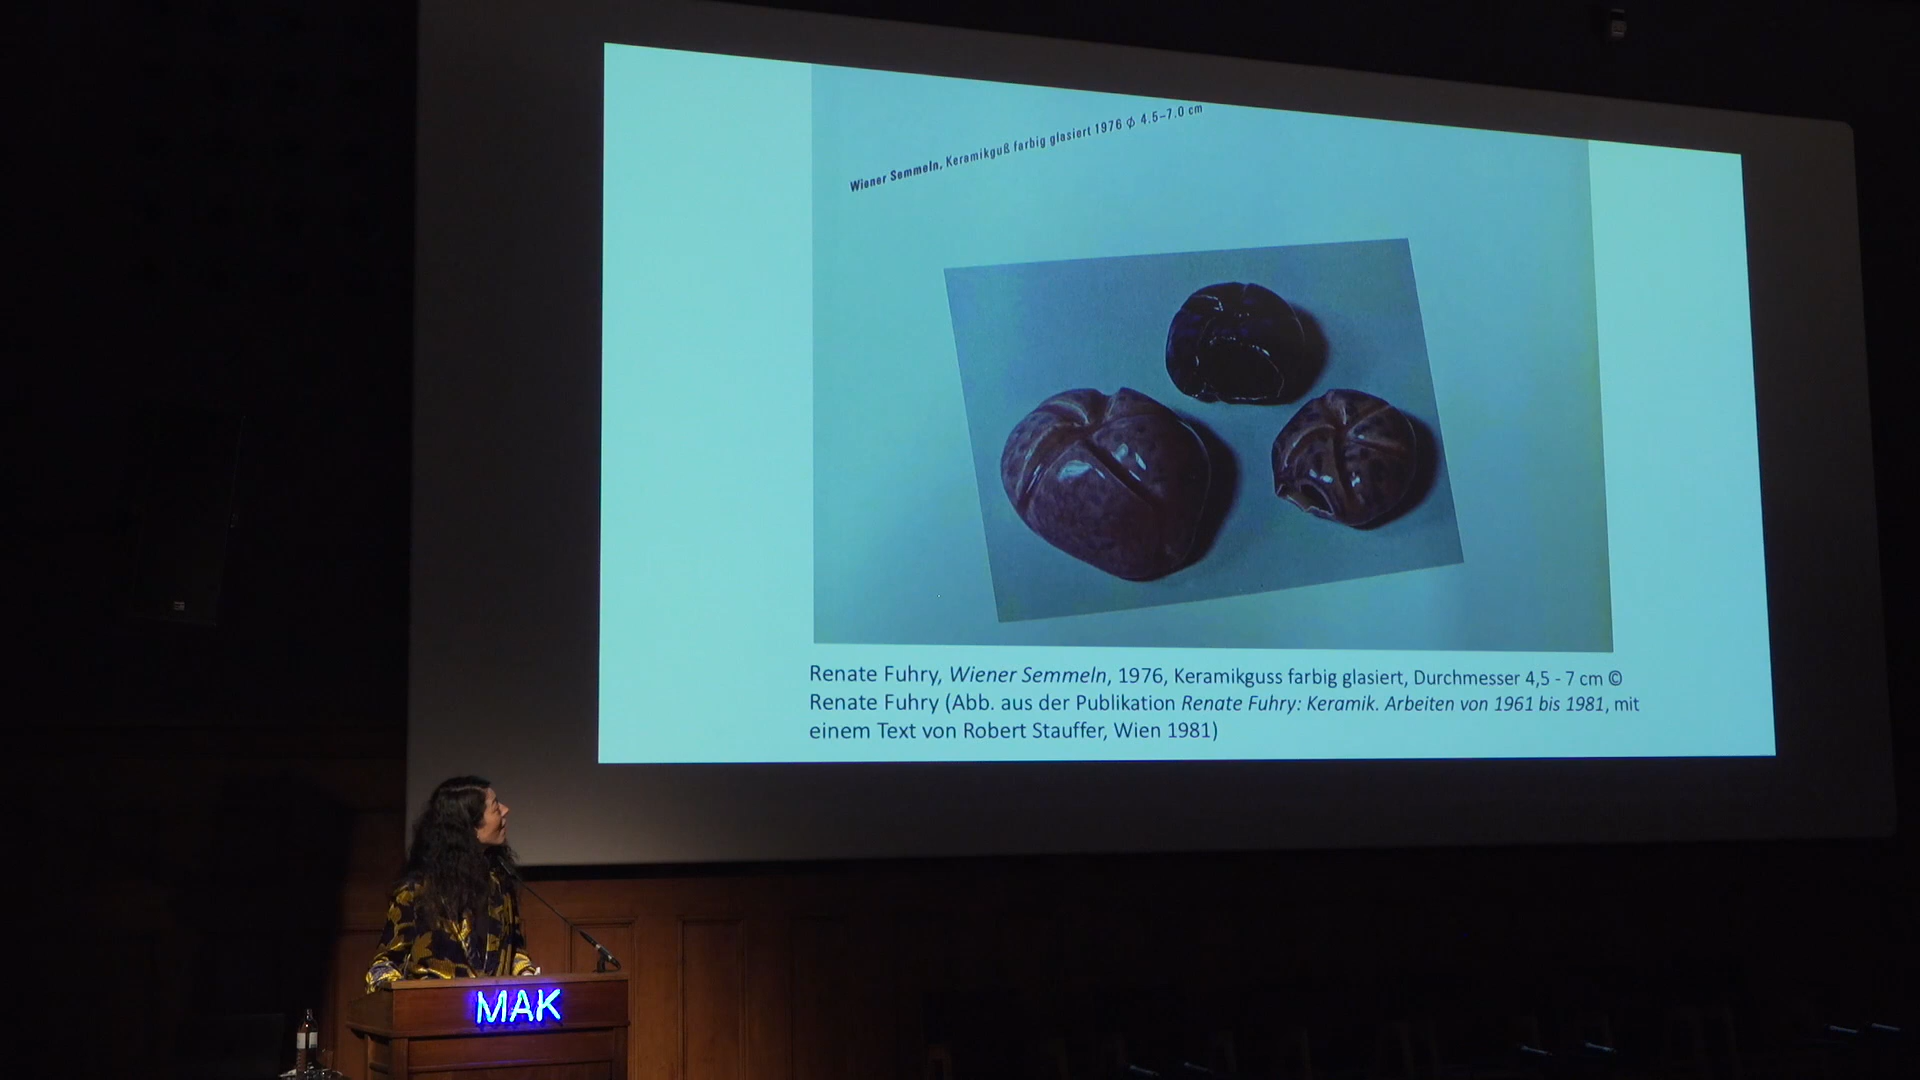 Wiener Semmeln, Keramikguß farbig glasiert 1976 ϕ 4.5–7.0 cm
Renate Fuhry, Wiener Semmeln, 1976, Keramikguss farbig glasiert, Durchmesser 4,5 - 7 cm ©
Renate Fuhry (Abb. aus der Publikation Renate Fuhry: Keramik. Arbeiten von 1961 bis 1981, mit
einem Text von Robert Stauffer, Wien 1981)
MAK